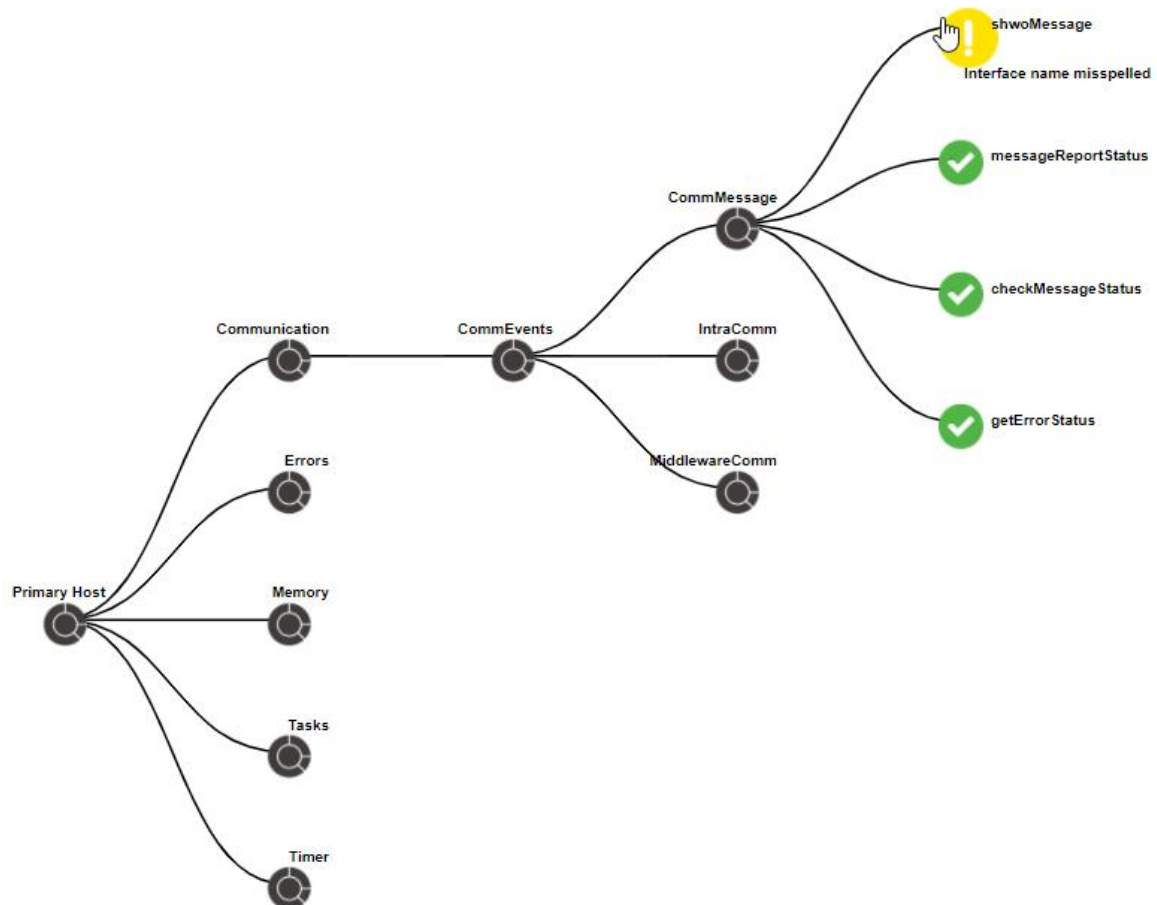 shwoMessage
Interface name misspelled
messageReportStatus
CommMessage
checkMessageStatus
Communication
CommEvents
IntraComm
getErrorStatus
Errors
MiddlewareComm
Primary Host
Memory
Tasks
Timer